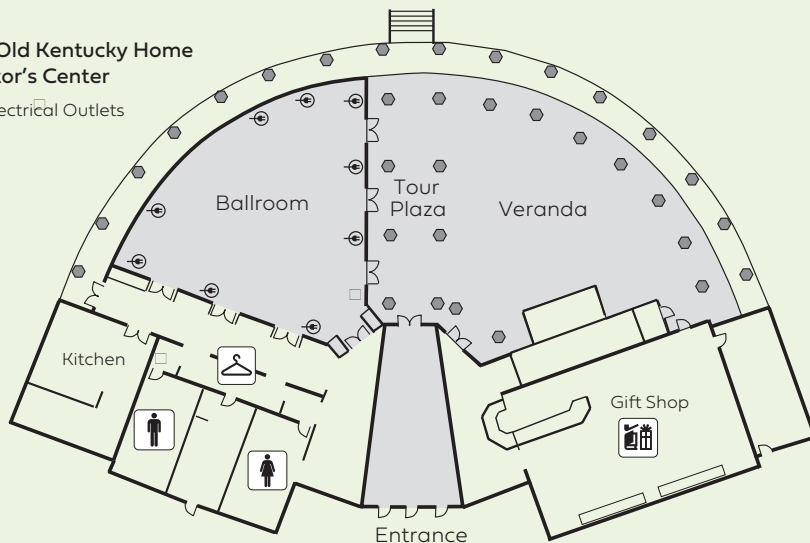 Old Kentucky Home
tor's Center
ectrical Outlets
Ballroom
Tour
Plaza
Veranda
Kitchen
Gift Shop
Entrance